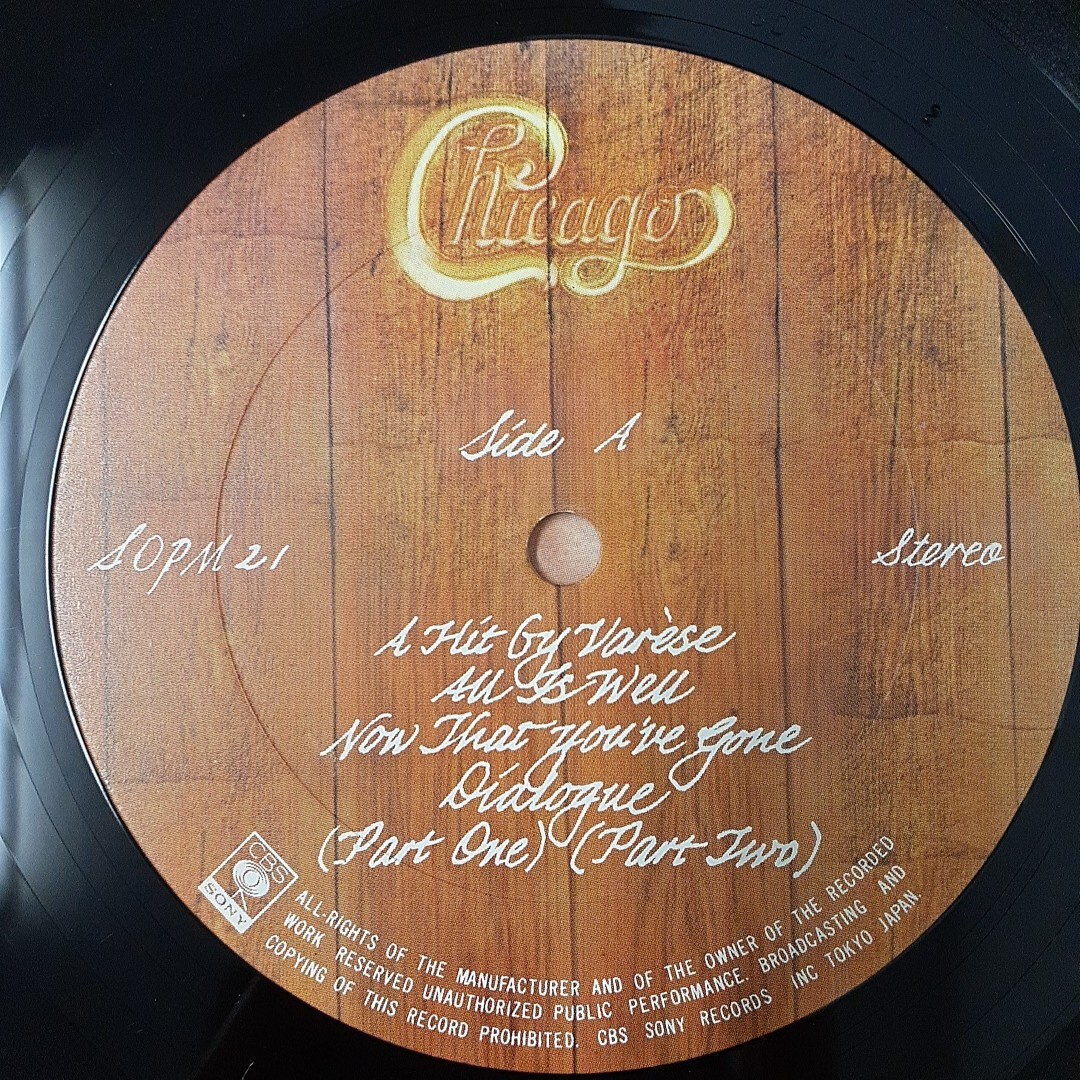 Chicago
Side A
SOPM 21
Stereo
A Hit By Varèse
All Is Well
Now That You've Gone
Dialogue
(Part One) (Part Two)
CBS
SONY
ALL-RIGHTS OF THE MANUFACTURER AND OF THE OWNER OF THE RECORDED
WORK RESERVED UNAUTHORIZED PUBLIC PERFORMANCE. BROADCASTING AND
COPYING OF THIS RECORD PROHIBITED. CBS SONY RECORDS INC TOKYO JAPAN